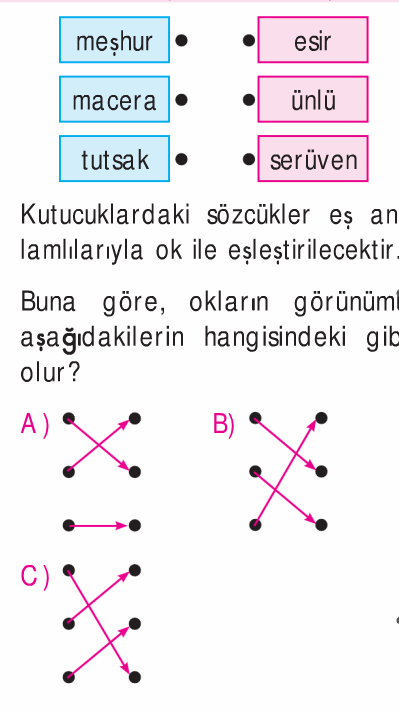 meşhur esir
macera ünlü
tutsak serüven
Kutucuklardaki sözcükler eş an
lamlılarıyla ok ile eşleştirilecektir.
Buna göre, okların
aşağıdakilerin hangisindeki gib
olur?
A) B)
C)